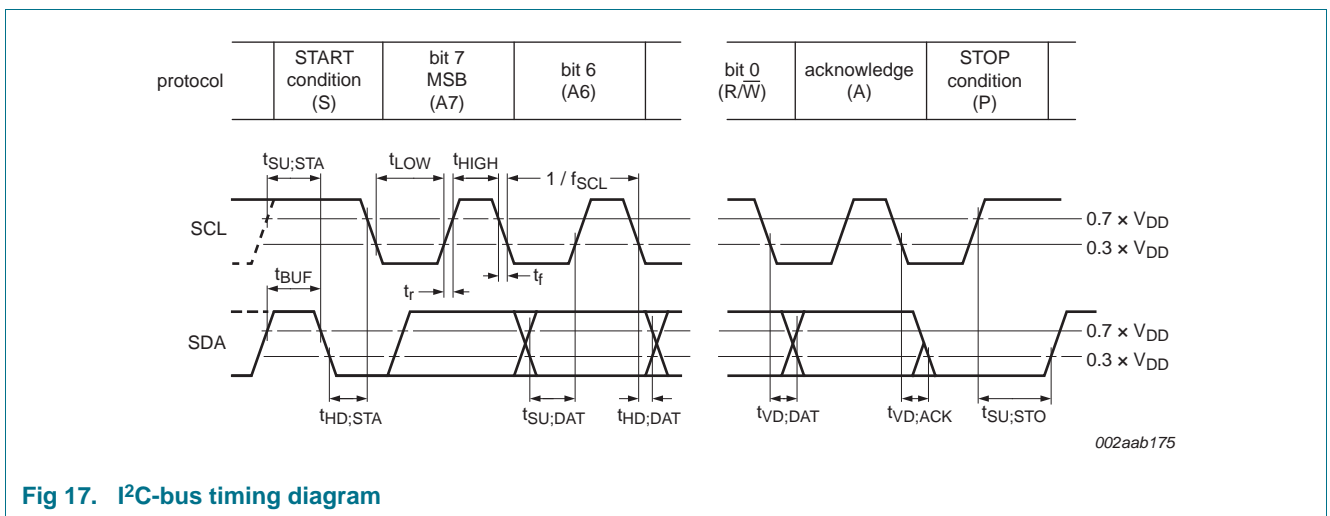 protocol
START
condition
(S)
bit 7
MSB
(A7)
bit 6
(A6)
bit 0
(R/W̅)
acknowledge
(A)
STOP
condition
(P)
tSU;STA
tLOW
tHIGH
1 / fSCL
SCL
0.7 × VDD
0.3 × VDD
tBUF
tr
tf
SDA
0.7 × VDD
0.3 × VDD
tHD;STA
tSU;DAT
tHD;DAT
tVD;DAT
tVD;ACK
tSU;STO
002aab175
Fig 17. I²C-bus timing diagram